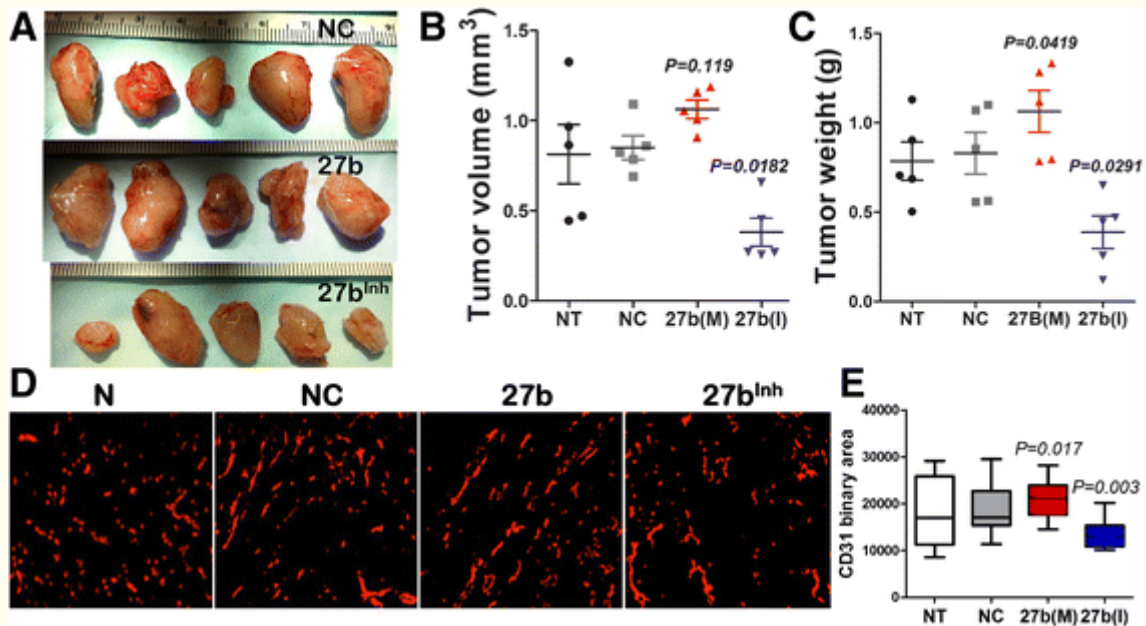 A
NC
27b
27b^Inh
B
Tumor volume (mm³)
1.5
1.0
0.5
0.0
P=0.119
P=0.0182
NT NC 27b(M) 27b(I)
C
Tumor weight (g)
1.5
1.0
0.5
0.0
P=0.0419
P=0.0291
NT NC 27B(M) 27b(I)
D
N NC 27b 27b^Inh
E
CD31 binary area
40000
30000
20000
10000
0
P=0.017
P=0.003
NT NC 27b(M) 27b(I)